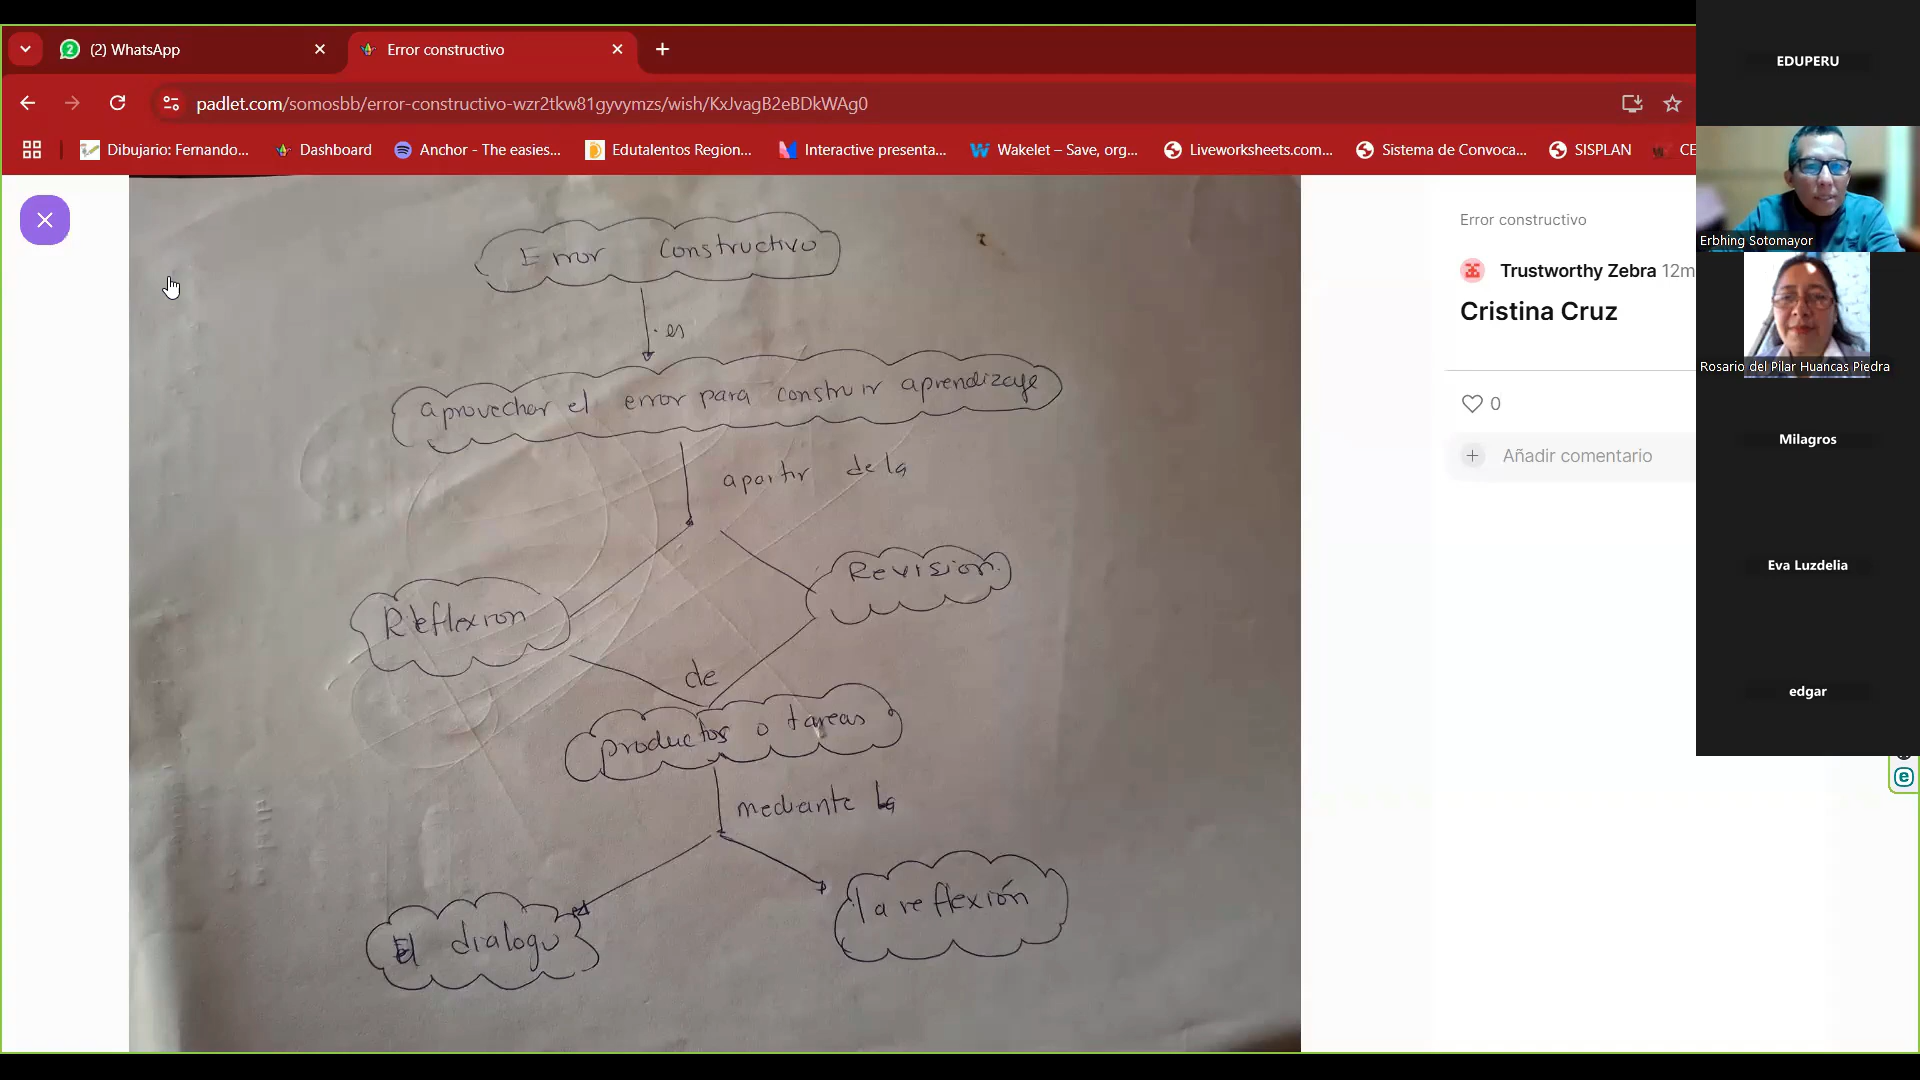 (2) WhatsApp
Error constructivo
padlet.com/somosbb/error-constructivo-wzr2tkw81gyvymzs/wish/KxJvagB2eBDkWAg0
Dibujario: Fernando...
Dashboard
Anchor - The easies...
Edutalentos Region...
Interactive presenta...
Wakelet – Save, org...
Liveworksheets.com...
Sistema de Convoca...
SISPLAN
CE
Error Constructivo
es
aprovechar el error para construir aprendizaje
apartir de la
Reflexion
Revision
de
productos o tareas
mediante la
El dialogo
la reflexión
Error constructivo
Trustworthy Zebra 12m
Cristina Cruz
0
Añadir comentario
EDUPERU
Erbhing Sotomayor
Rosario del Pilar Huancas Piedra
Milagros
Eva Luzdelia
edgar